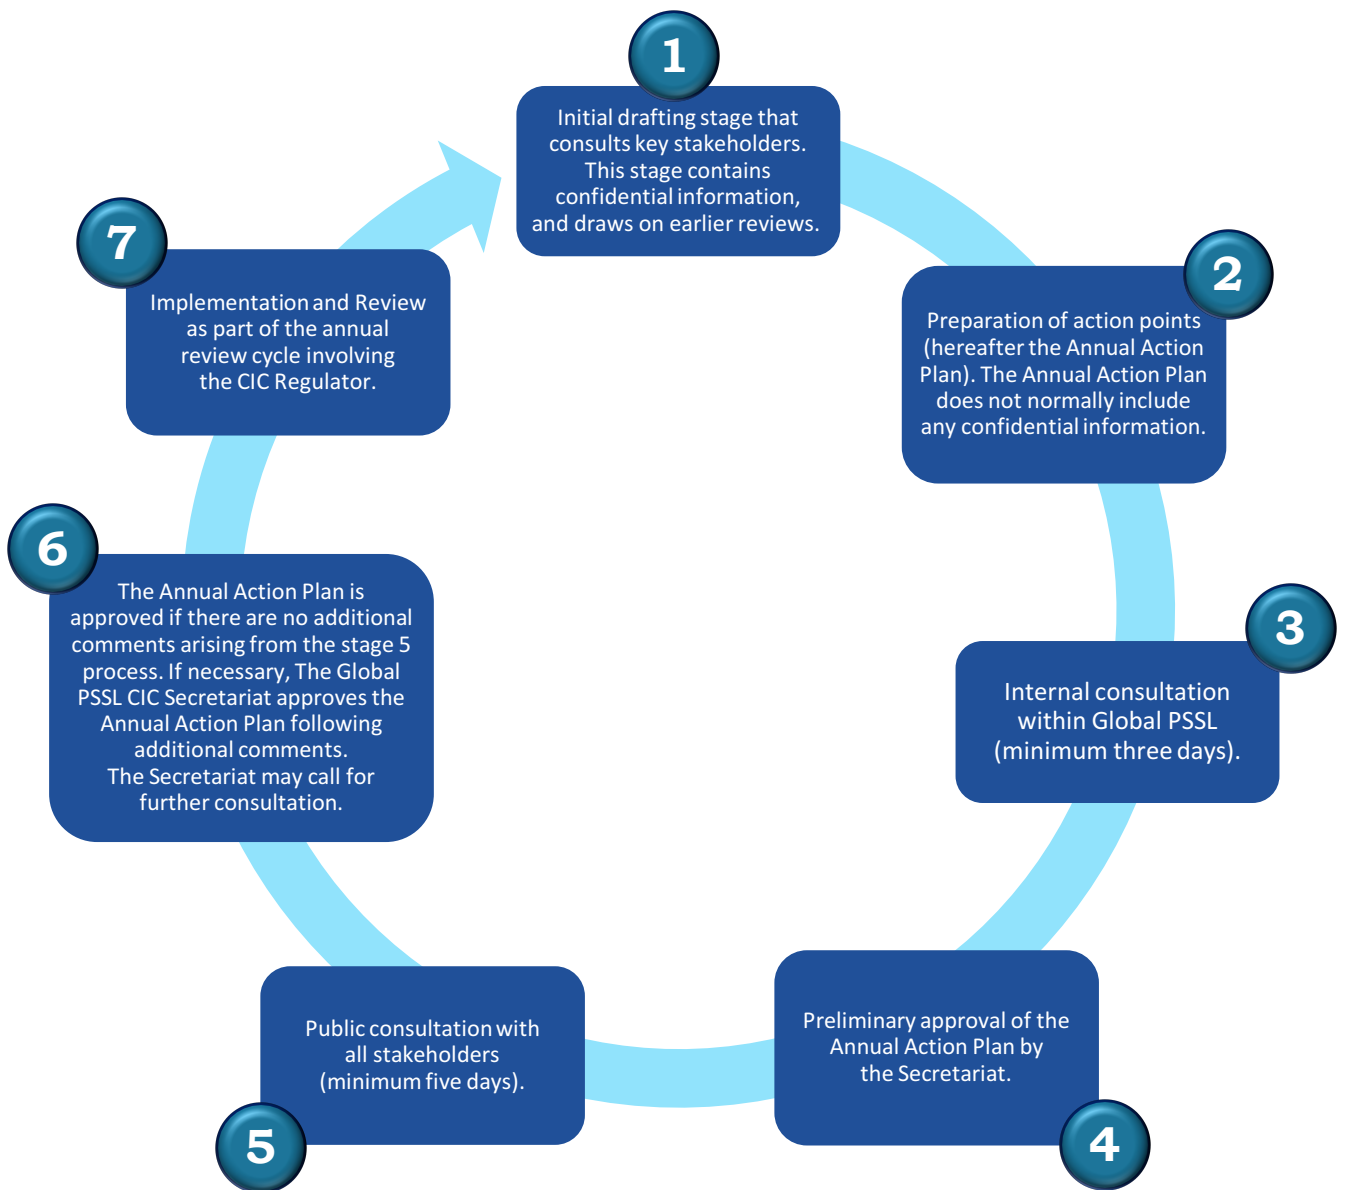 1
Initial drafting stage that
consults key stakeholders.
This stage contains
confidential information,
and draws on earlier reviews.
2
Preparation of action points
(hereafter the Annual Action
Plan). The Annual Action Plan
does not normally include
any confidential information.
3
Internal consultation
within Global PSSL
(minimum three days).
4
Preliminary approval of the
Annual Action Plan by
the Secretariat.
5
Public consultation with
all stakeholders
(minimum five days).
6
The Annual Action Plan is
approved if there are no additional
comments arising from the stage 5
process. If necessary, The Global
PSSL CIC Secretariat approves the
Annual Action Plan following
additional comments.
The Secretariat may call for
further consultation.
7
Implementation and Review
as part of the annual
review cycle involving
the CIC Regulator.